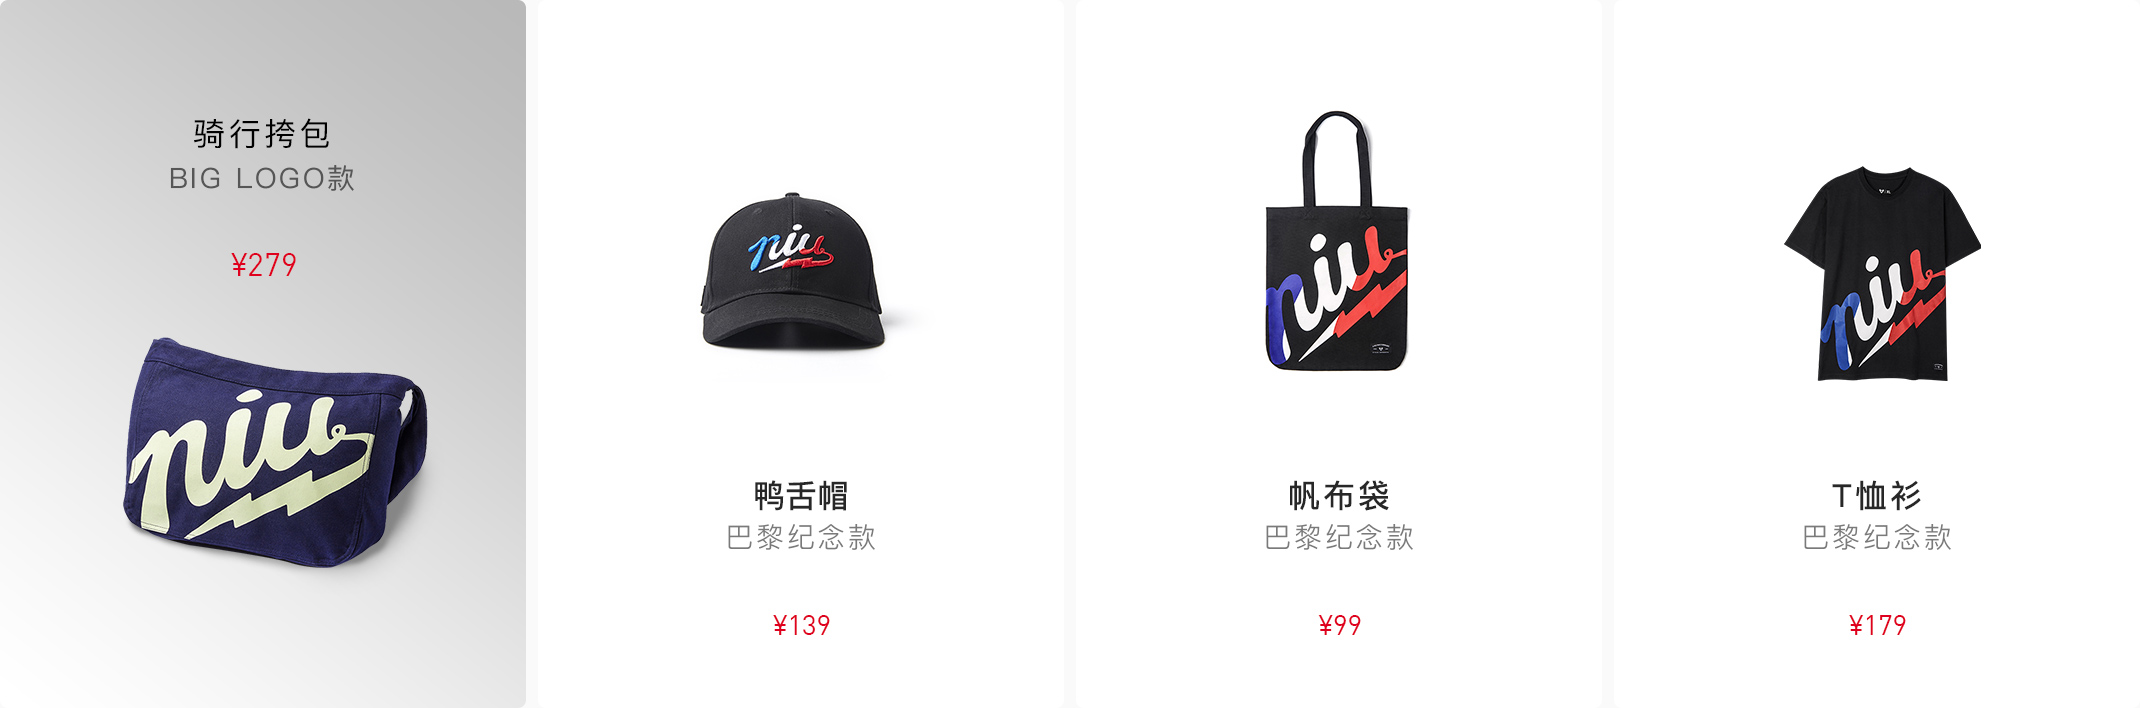 骑行挎包
BIG LOGO款
¥279
niu
niu
鸭舌帽
巴黎纪念款
¥139
niu
帆布袋
巴黎纪念款
¥99
niu
T恤衫
巴黎纪念款
¥179